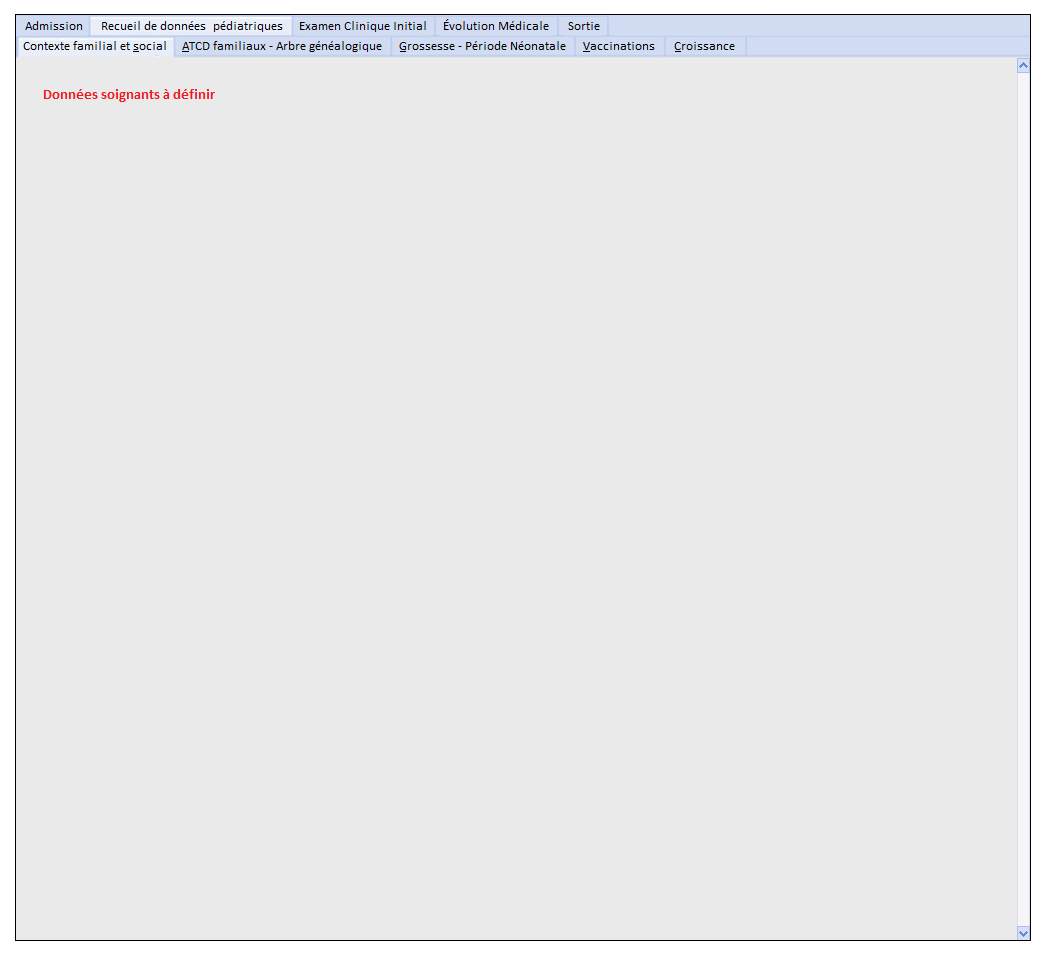 Admission Recueil de données pédiatriques Examen Clinique Initial Évolution Médicale Sortie
Contexte familial et social ATCD familiaux - Arbre généalogique Grossesse - Période Néonatale Vaccinations Croissance
Données soignants à définir